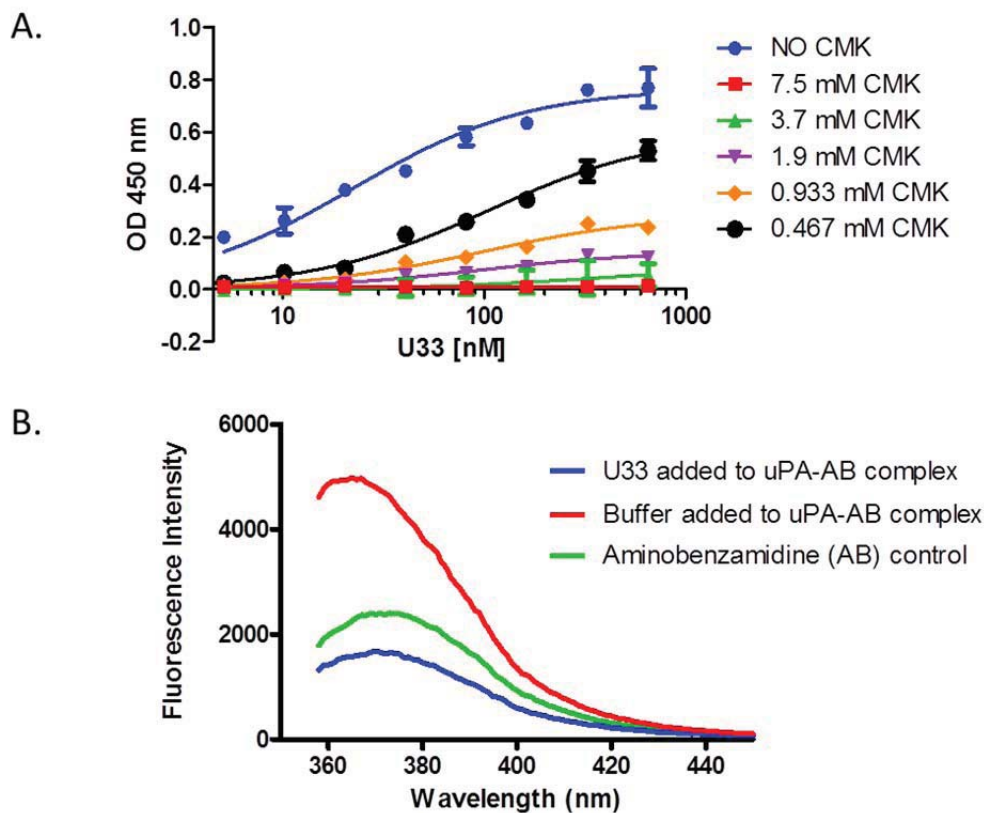 A.
1.0
0.8
0.6
0.4
0.2
0.0
-0.2
OD 450 nm
10
100
1000
U33 [nM]
NO CMK
7.5 mM CMK
3.7 mM CMK
1.9 mM CMK
0.933 mM CMK
0.467 mM CMK
B.
6000
4000
2000
0
Fluorescence Intensity
360
380
400
420
440
Wavelength (nm)
U33 added to uPA-AB complex
Buffer added to uPA-AB complex
Aminobenzamidine (AB) control